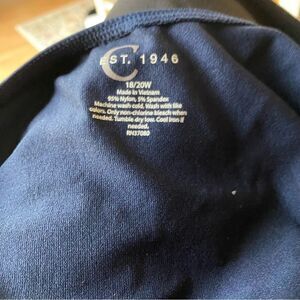 C
EST. 1946
18/20W
Made in Vietnam
95% Nylon, 5% Spandex
Machine wash cold. Wash with like
colors. Only non-chlorine bleach when
needed. Tumble dry low. Cool Iron if
needed.
RN37080